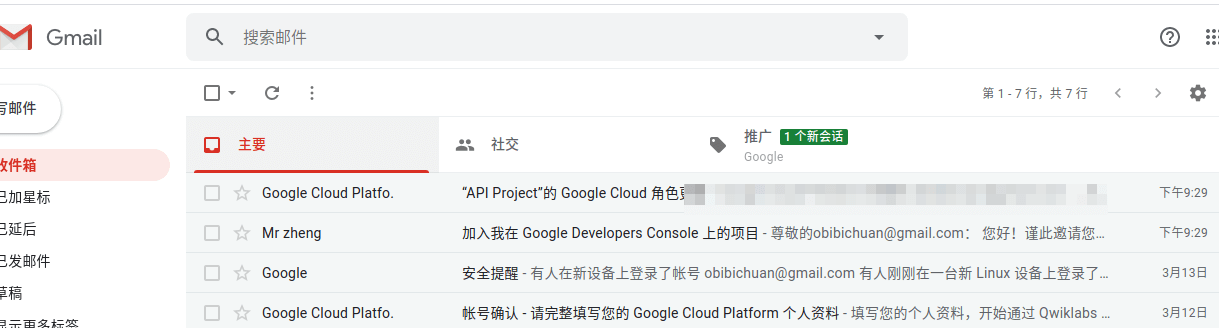 Gmail
搜索邮件
第 1 - 7 行，共 7 行
写邮件
收件箱
已加星标
已延后
已发邮件
草稿
显示更多标签
主要
社交
推广 1 个新会话
Google
Google Cloud Platfo. “API Project”的 Google Cloud 角色 下午9:29
Mr zheng 加入我在 Google Developers Console 上的项目 - 尊敬的obibichuan@gmail.com： 您好！谨此邀请您… 下午9:29
Google 安全提醒 - 有人在新设备上登录了帐号 obibichuan@gmail.com 有人刚刚在一台新 Linux 设备上登录了… 3月13日
Google Cloud Platfo. 帐号确认 - 请完整填写您的 Google Cloud Platform 个人资料 - 填写您的个人资料，开始通过 Qwiklabs … 3月12日